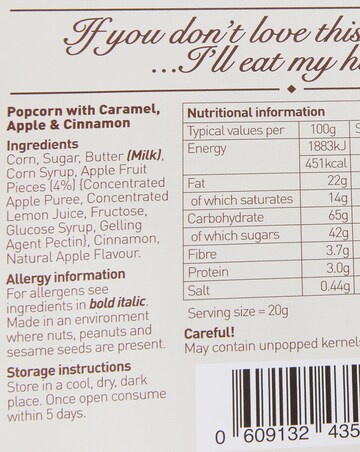 If you don't love this
...I'll eat my h
Popcorn with Caramel,
Apple & Cinnamon
Ingredients
Corn, Sugar, Butter (Milk),
Corn Syrup, Apple Fruit
Pieces (4%) {Concentrated
Apple Puree, Concentrated
Lemon Juice, Fructose,
Glucose Syrup, Gelling
Agent Pectin}, Cinnamon,
Natural Apple Flavour.
Allergy information
For allergens see
ingredients in bold italic.
Made in an environment
where nuts, peanuts and
sesame seeds are present.
Storage instructions
Store in a cool, dry, dark
place. Once open consume
within 5 days.
Nutritional information
Typical values per 100g
Energy 1883kJ
451kcal
Fat 22g
of which saturates 14g
Carbohydrate 65g
of which sugars 42g
Fibre 3.7g
Protein 3.0g
Salt 0.44g
Serving size = 20g
Careful!
May contain unpopped kernel
0 609132 435